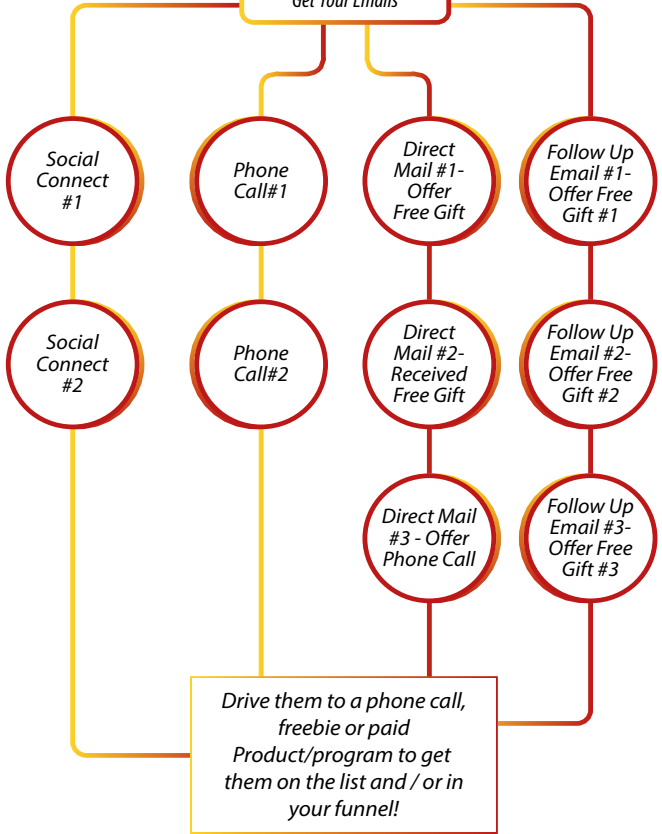 Get Your Emails
Social
Connect
#1
Phone
Call#1
Direct
Mail #1-
Offer
Free Gift
Follow Up
Email #1-
Offer Free
Gift #1
Social
Connect
#2
Phone
Call#2
Direct
Mail #2-
Received
Free Gift
Follow Up
Email #2-
Offer Free
Gift #2
Direct Mail
#3 - Offer
Phone Call
Follow Up
Email #3-
Offer Free
Gift #3
Drive them to a phone call,
freebie or paid
Product/program to get
them on the list and / or in
your funnel!